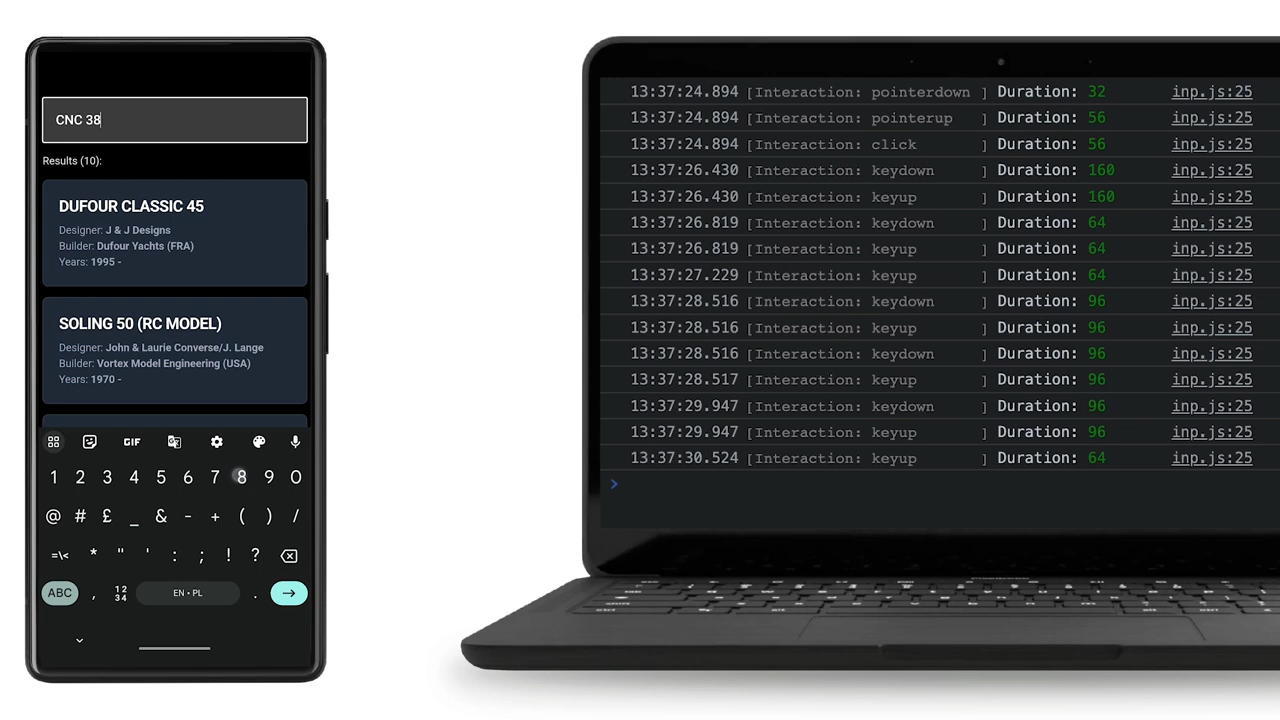 CNC 38
Results (10):
DUFOUR CLASSIC 45
Designer: J & J Designs
Builder: Dufour Yachts (FRA)
Years: 1995 -
SOLING 50 (RC MODEL)
Designer: John & Laurie Converse/J. Lange
Builder: Vortex Model Engineering (USA)
Years: 1970 -
GIF
1 2 3 4 5 6 7 8 9 0
@ # £ _ & - + ( ) /
=\< * " ' : ; ! ?
ABC , 12 34 EN • PL .
13:37:24.894 [Interaction: pointerdown ] Duration: 32 inp.js:25
13:37:24.894 [Interaction: pointerup ] Duration: 56 inp.js:25
13:37:24.894 [Interaction: click ] Duration: 56 inp.js:25
13:37:26.430 [Interaction: keydown ] Duration: 160 inp.js:25
13:37:26.430 [Interaction: keyup ] Duration: 160 inp.js:25
13:37:26.819 [Interaction: keydown ] Duration: 64 inp.js:25
13:37:26.819 [Interaction: keyup ] Duration: 64 inp.js:25
13:37:27.229 [Interaction: keyup ] Duration: 64 inp.js:25
13:37:28.516 [Interaction: keydown ] Duration: 96 inp.js:25
13:37:28.516 [Interaction: keyup ] Duration: 96 inp.js:25
13:37:28.516 [Interaction: keydown ] Duration: 96 inp.js:25
13:37:28.517 [Interaction: keyup ] Duration: 96 inp.js:25
13:37:29.947 [Interaction: keydown ] Duration: 96 inp.js:25
13:37:29.947 [Interaction: keyup ] Duration: 96 inp.js:25
13:37:30.524 [Interaction: keyup ] Duration: 64 inp.js:25
>